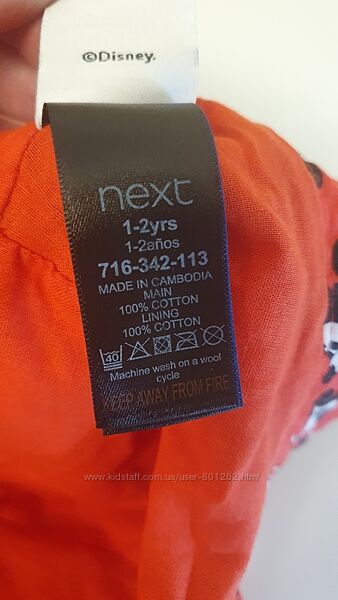 ©Disney.
next
1-2yrs
1-2años
716-342-113
MADE IN CAMBODIA
MAIN
100% COTTON
LINING
100% COTTON
40
Machine wash on a wool
cycle
KEEP AWAY FROM FIRE
www.kidstaff.com.ua/user-801262.html